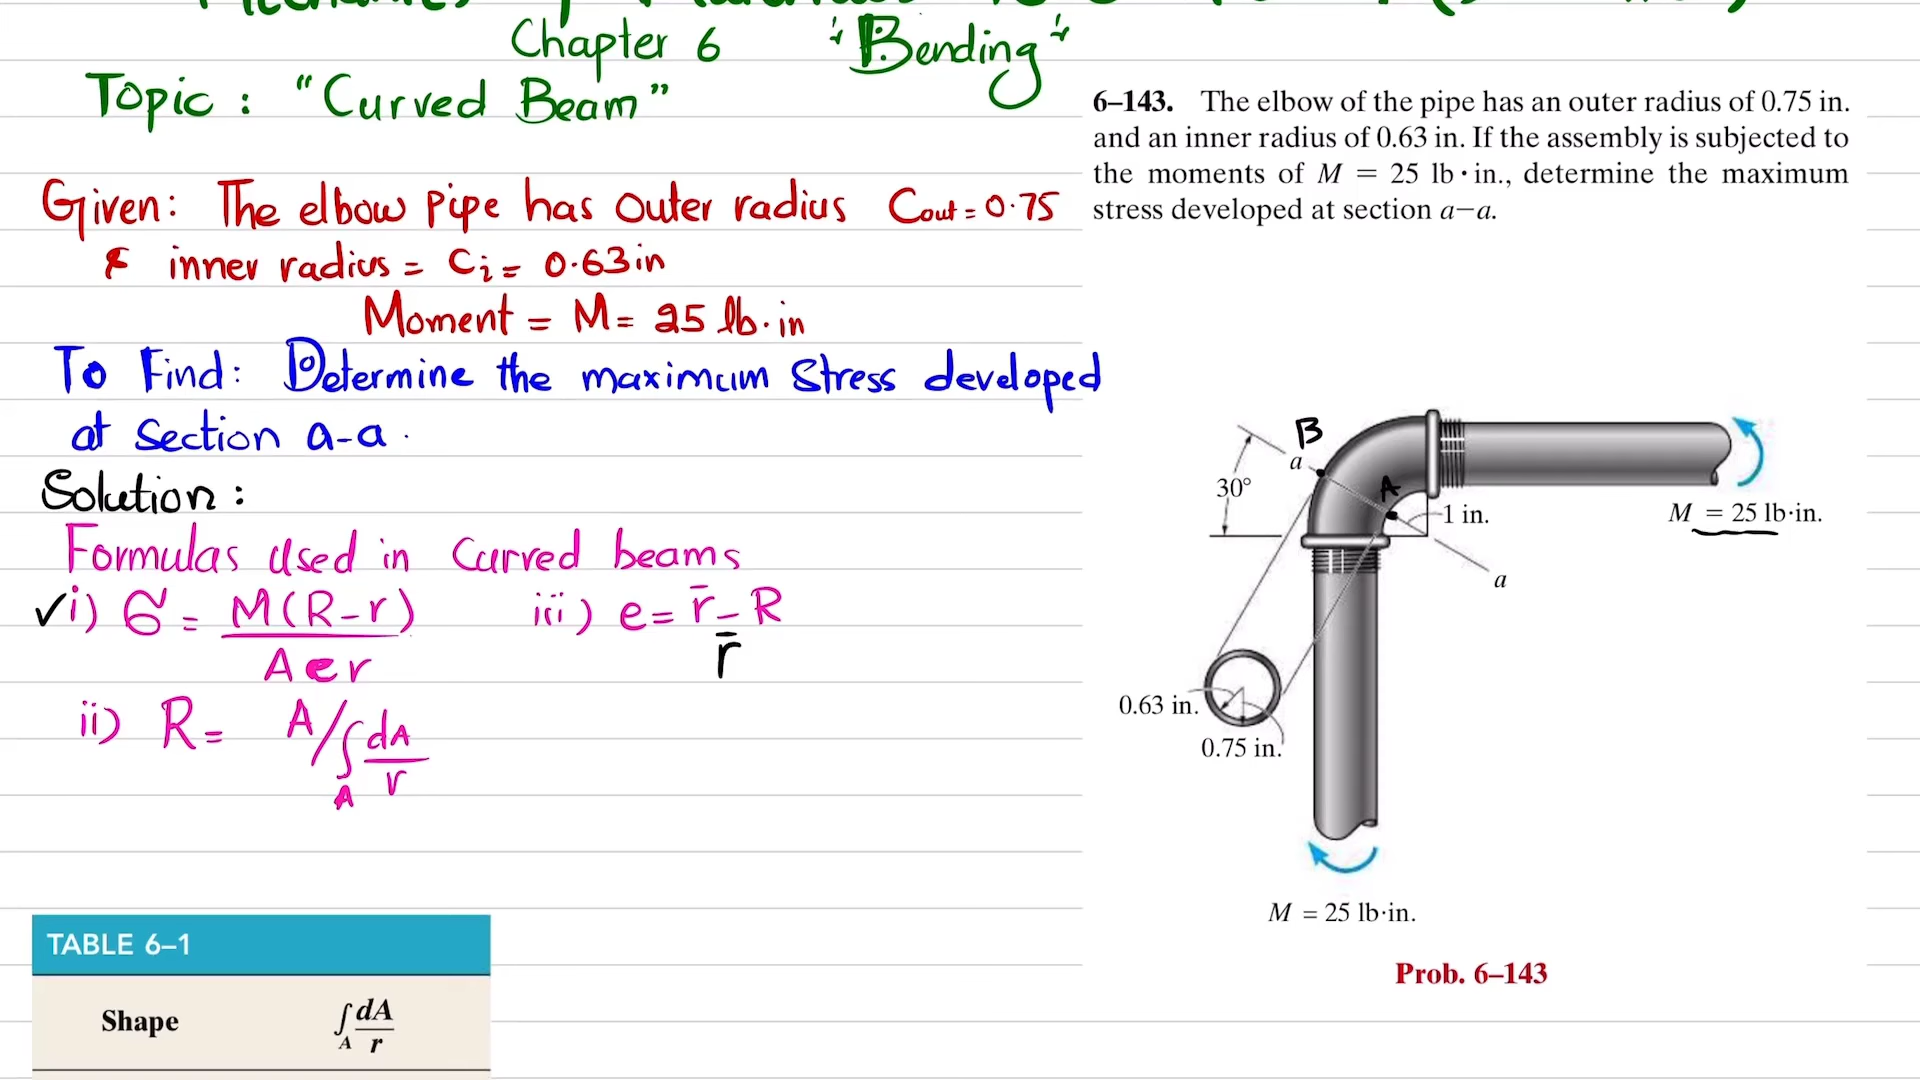 Chapter 6 "Bending"
Topic : "Curved Beam"
Given: The elbow pipe has outer radius Cout = 0.75
& inner radius = Ci = 0.63in
Moment = M = 25 lb.in
To Find: Determine the maximum stress developed
at section a-a.
Solution:
Formulas used in curved beams
✓i) σ = M(R-r) / A e r
iii) e = r̄ - R
r̄
ii) R = A/∫A dA/r
TABLE 6–1
Shape ∫A dA/r
6–143. The elbow of the pipe has an outer radius of 0.75 in.
and an inner radius of 0.63 in. If the assembly is subjected to
the moments of M = 25 lb·in., determine the maximum
stress developed at section a–a.
B
a
30°
A
1 in.
M = 25 lb·in.
a
0.63 in.
0.75 in.
M = 25 lb·in.
Prob. 6–143